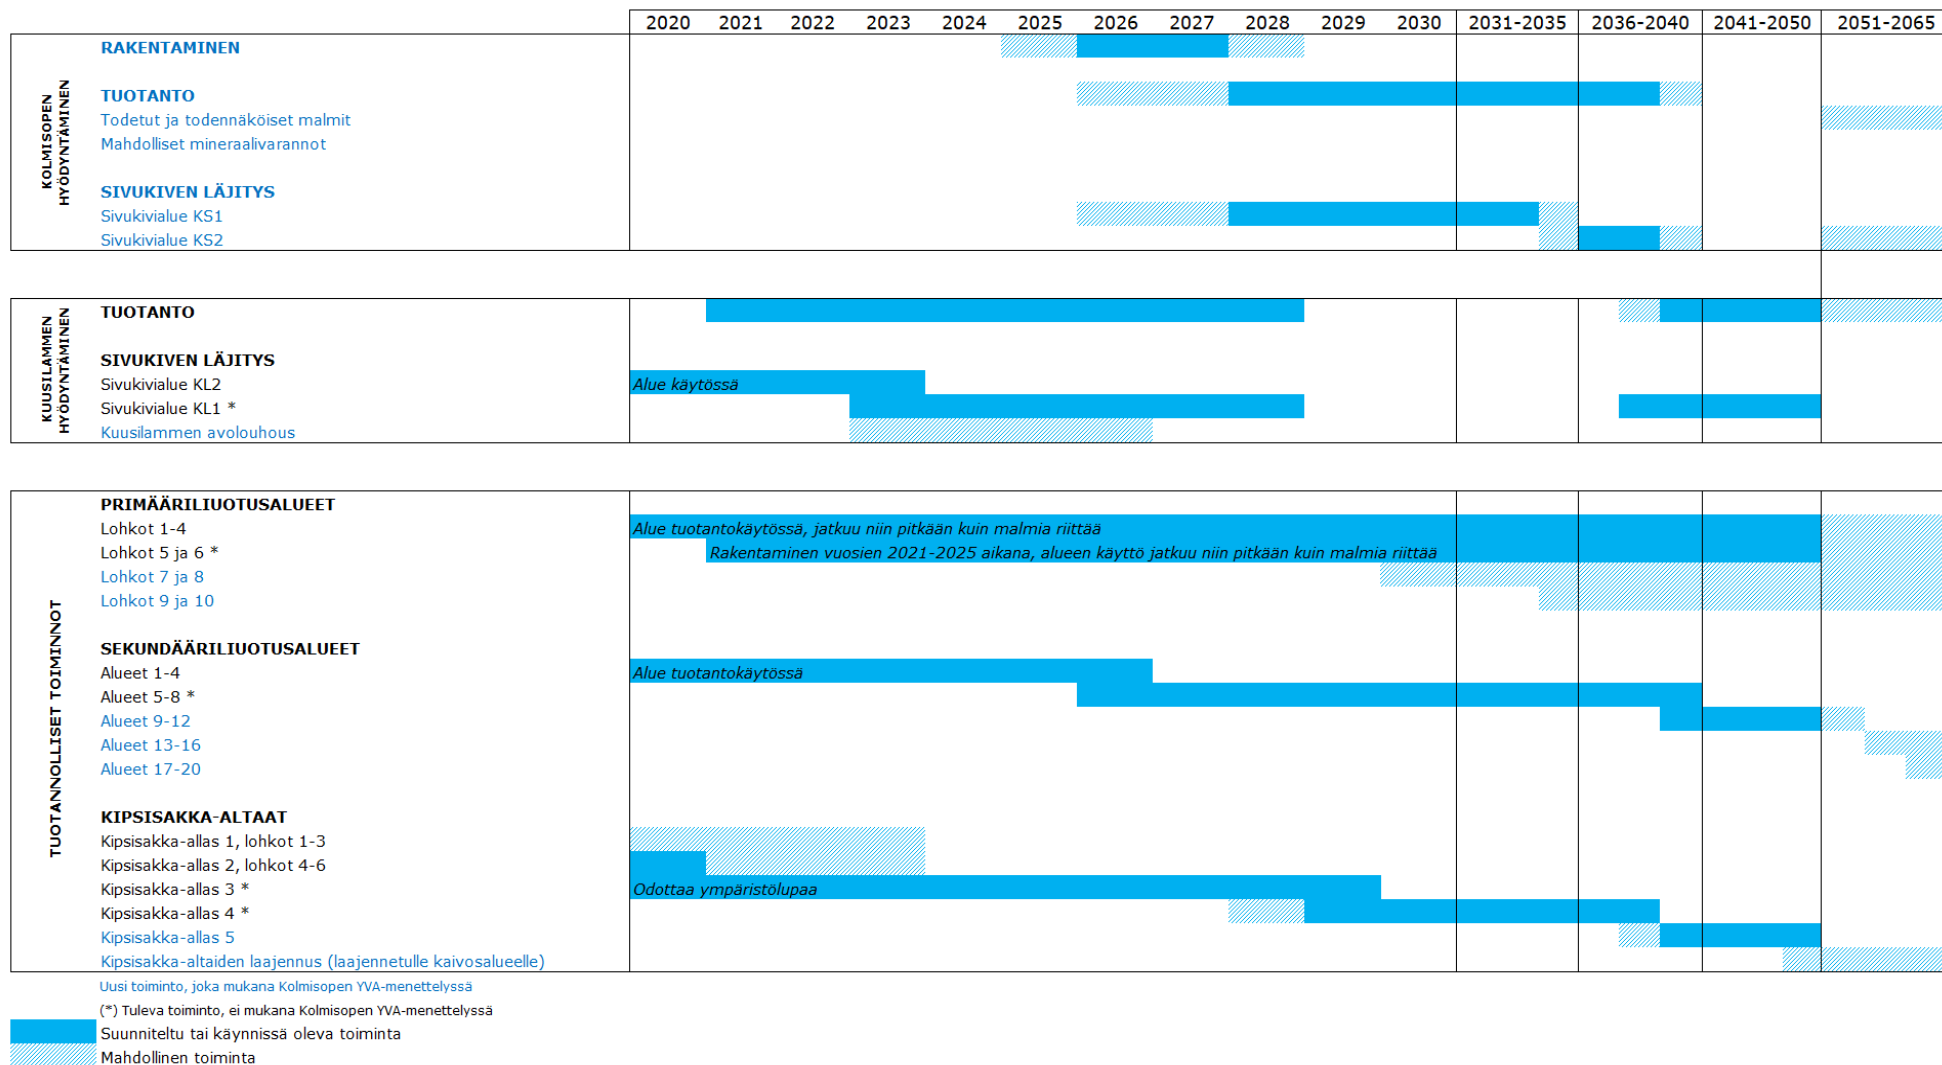 2020 2021 2022 2023 2024 2025 2026 2027 2028 2029 2030 2031-2035 2036-2040 2041-2050 2051-2065
KOLMISOPEN
HYÖDYNTÄMINEN
RAKENTAMINEN
TUOTANTO
Todetut ja todennäköiset malmit
Mahdolliset mineraalivarannot
SIVUKIVEN LÄJITYS
Sivukivialue KS1
Sivukivialue KS2
KUUSILAMMEN
HYÖDYNTÄMINEN
TUOTANTO
SIVUKIVEN LÄJITYS
Sivukivialue KL2 Alue käytössä
Sivukivialue KL1 *
Kuusilammen avolouhous
TUOTANNOLLISET TOIMINNOT
PRIMÄÄRILIUOTUSALUEET
Lohkot 1-4 Alue tuotantokäytössä, jatkuu niin pitkään kuin malmia riittää
Lohkot 5 ja 6 * Rakentaminen vuosien 2021-2025 aikana, alueen käyttö jatkuu niin pitkään kuin malmia riittää
Lohkot 7 ja 8
Lohkot 9 ja 10
SEKUNDÄÄRILIUOTUSALUEET
Alueet 1-4 Alue tuotantokäytössä
Alueet 5-8 *
Alueet 9-12
Alueet 13-16
Alueet 17-20
KIPSISAKKA-ALTAAT
Kipsisakka-allas 1, lohkot 1-3
Kipsisakka-allas 2, lohkot 4-6
Kipsisakka-allas 3 * Odottaa ympäristölupaa
Kipsisakka-allas 4 *
Kipsisakka-allas 5
Kipsisakka-altaiden laajennus (laajennetulle kaivosalueelle)
Uusi toiminto, joka mukana Kolmisopen YVA-menettelyssä
(*) Tuleva toiminto, ei mukana Kolmisopen YVA-menettelyssä
Suunniteltu tai käynnissä oleva toiminta
Mahdollinen toiminta